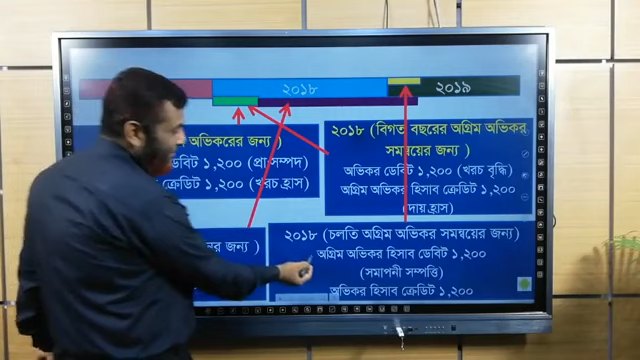 ২০১৮
২০১৯
অভিকরের জন্য )
ডেবিট ১,২০০ (প্রা:সম্পদ)
ক্রেডিট ১,২০০ (খরচ হ্রাস)
২০১৮ (বিগত বছরের অগ্রিম অভিকর
সমন্বয়ের জন্য )
অভিকর ডেবিট ১,২০০ (খরচ বৃদ্ধি)
অগ্রিম অভিকর হিসাব ক্রেডিট ১,২০০
(দায় হ্রাস)
জন্য )
২০১৮ (চলতি অগ্রিম অভিকর সমন্বয়ের জন্য)
অগ্রিম অভিকর হিসাব ডেবিট ১,২০০
(সমাপনী সম্পত্তি)
অভিকর হিসাব ক্রেডিট ১,২০০